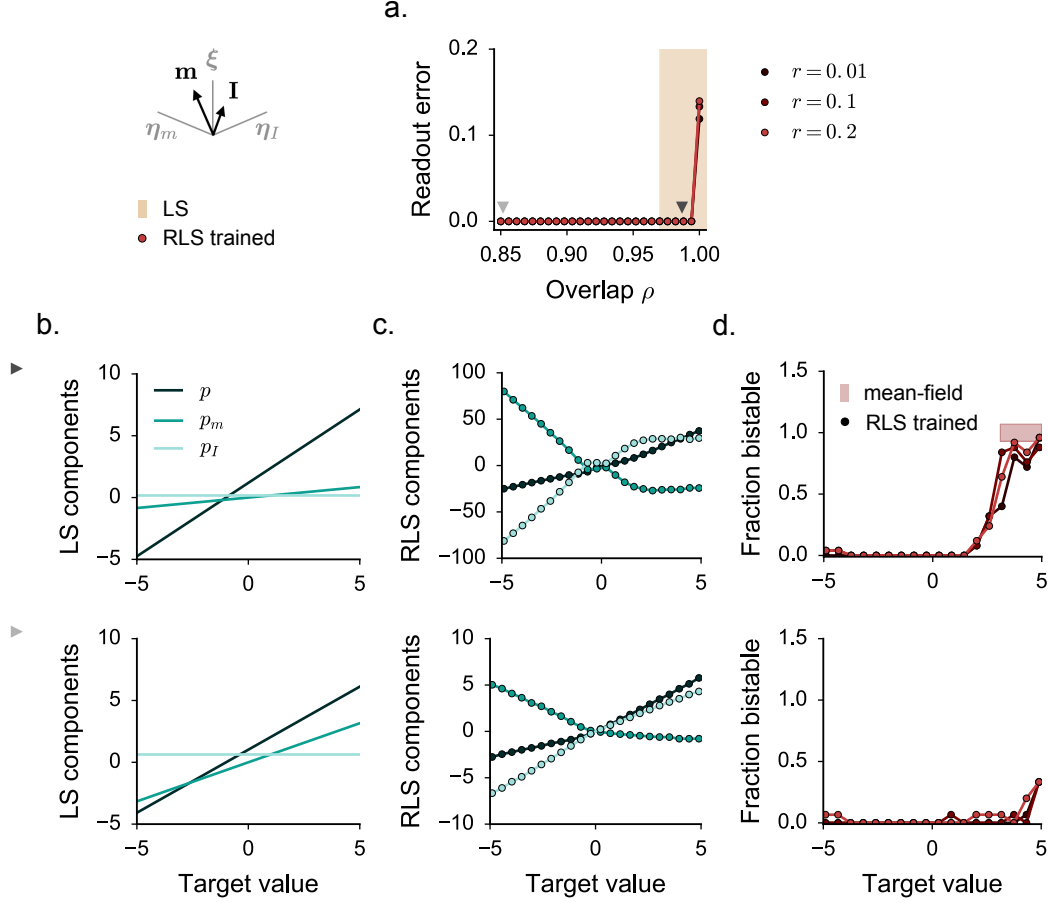 a.
ξ
m
I
η_m
η_I
LS
RLS trained
Readout error
0.2
0.1
0.0
0.85
0.90
0.95
1.00
Overlap ρ
r = 0.01
r = 0.1
r = 0.2
b.
LS components
10
5
0
−5
p
p_m
p_I
−5
0
5
c.
RLS components
100
50
0
−50
−100
−5
0
5
d.
Fraction bistable
1.5
1.0
0.5
0.0
mean-field
RLS trained
−5
0
5
LS components
10
5
0
−5
−5
0
5
Target value
RLS components
10
5
0
−5
−10
−5
0
5
Target value
Fraction bistable
1.5
1.0
0.5
0.0
−5
0
5
Target value